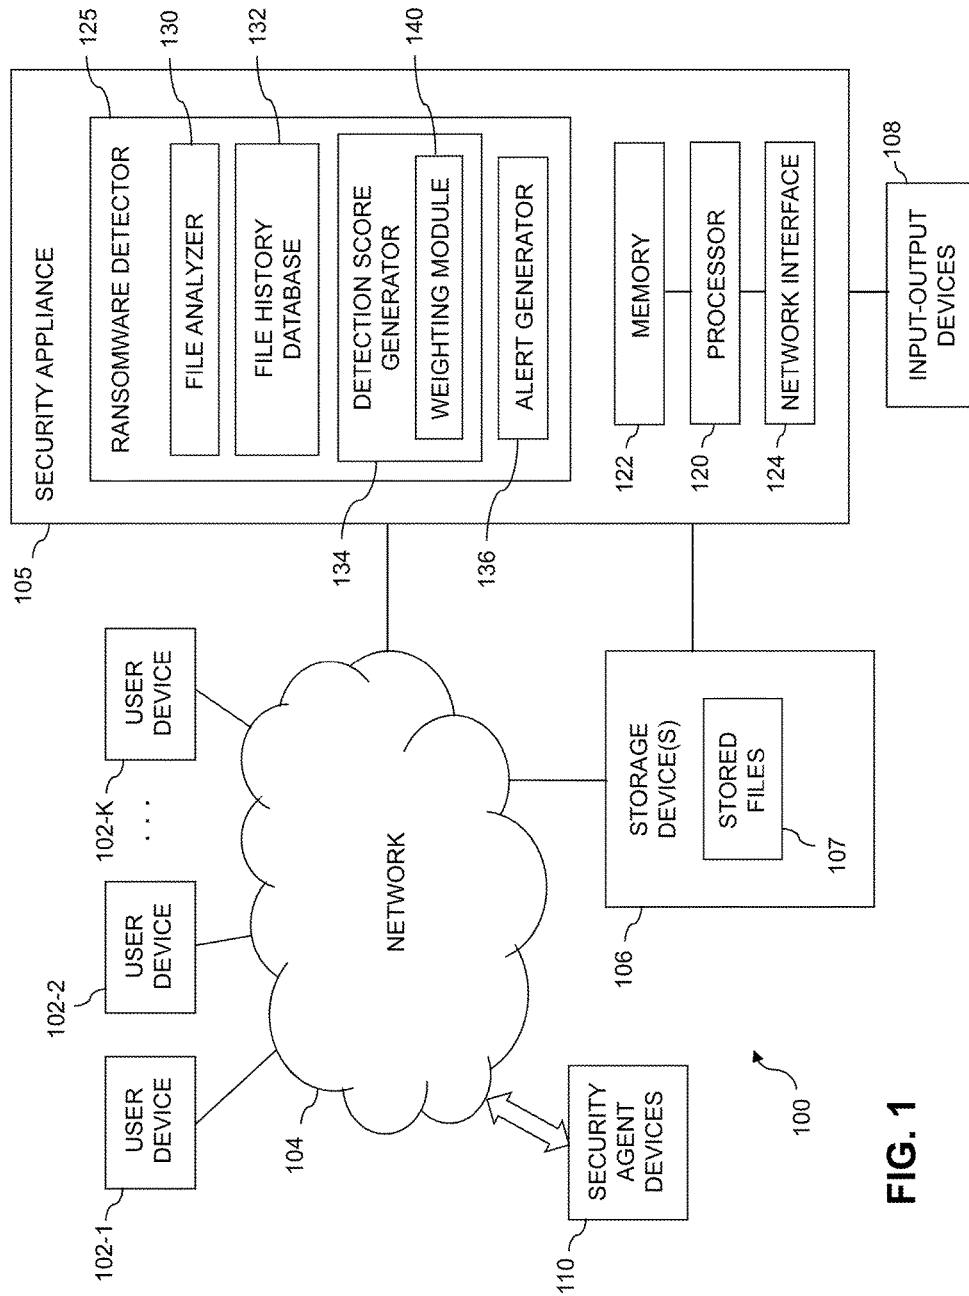 102-1
USER
DEVICE
102-2
USER
DEVICE
. . .
102-K
USER
DEVICE
104
NETWORK
110
SECURITY
AGENT
DEVICES
106
STORAGE
DEVICE(S)
STORED
FILES
107
105
SECURITY APPLIANCE
125
RANSOMWARE DETECTOR
130
FILE ANALYZER
132
FILE HISTORY
DATABASE
134
DETECTION SCORE
GENERATOR
140
WEIGHTING MODULE
136
ALERT GENERATOR
122
MEMORY
120
PROCESSOR
124
NETWORK INTERFACE
108
INPUT-OUTPUT
DEVICES
100
FIG. 1